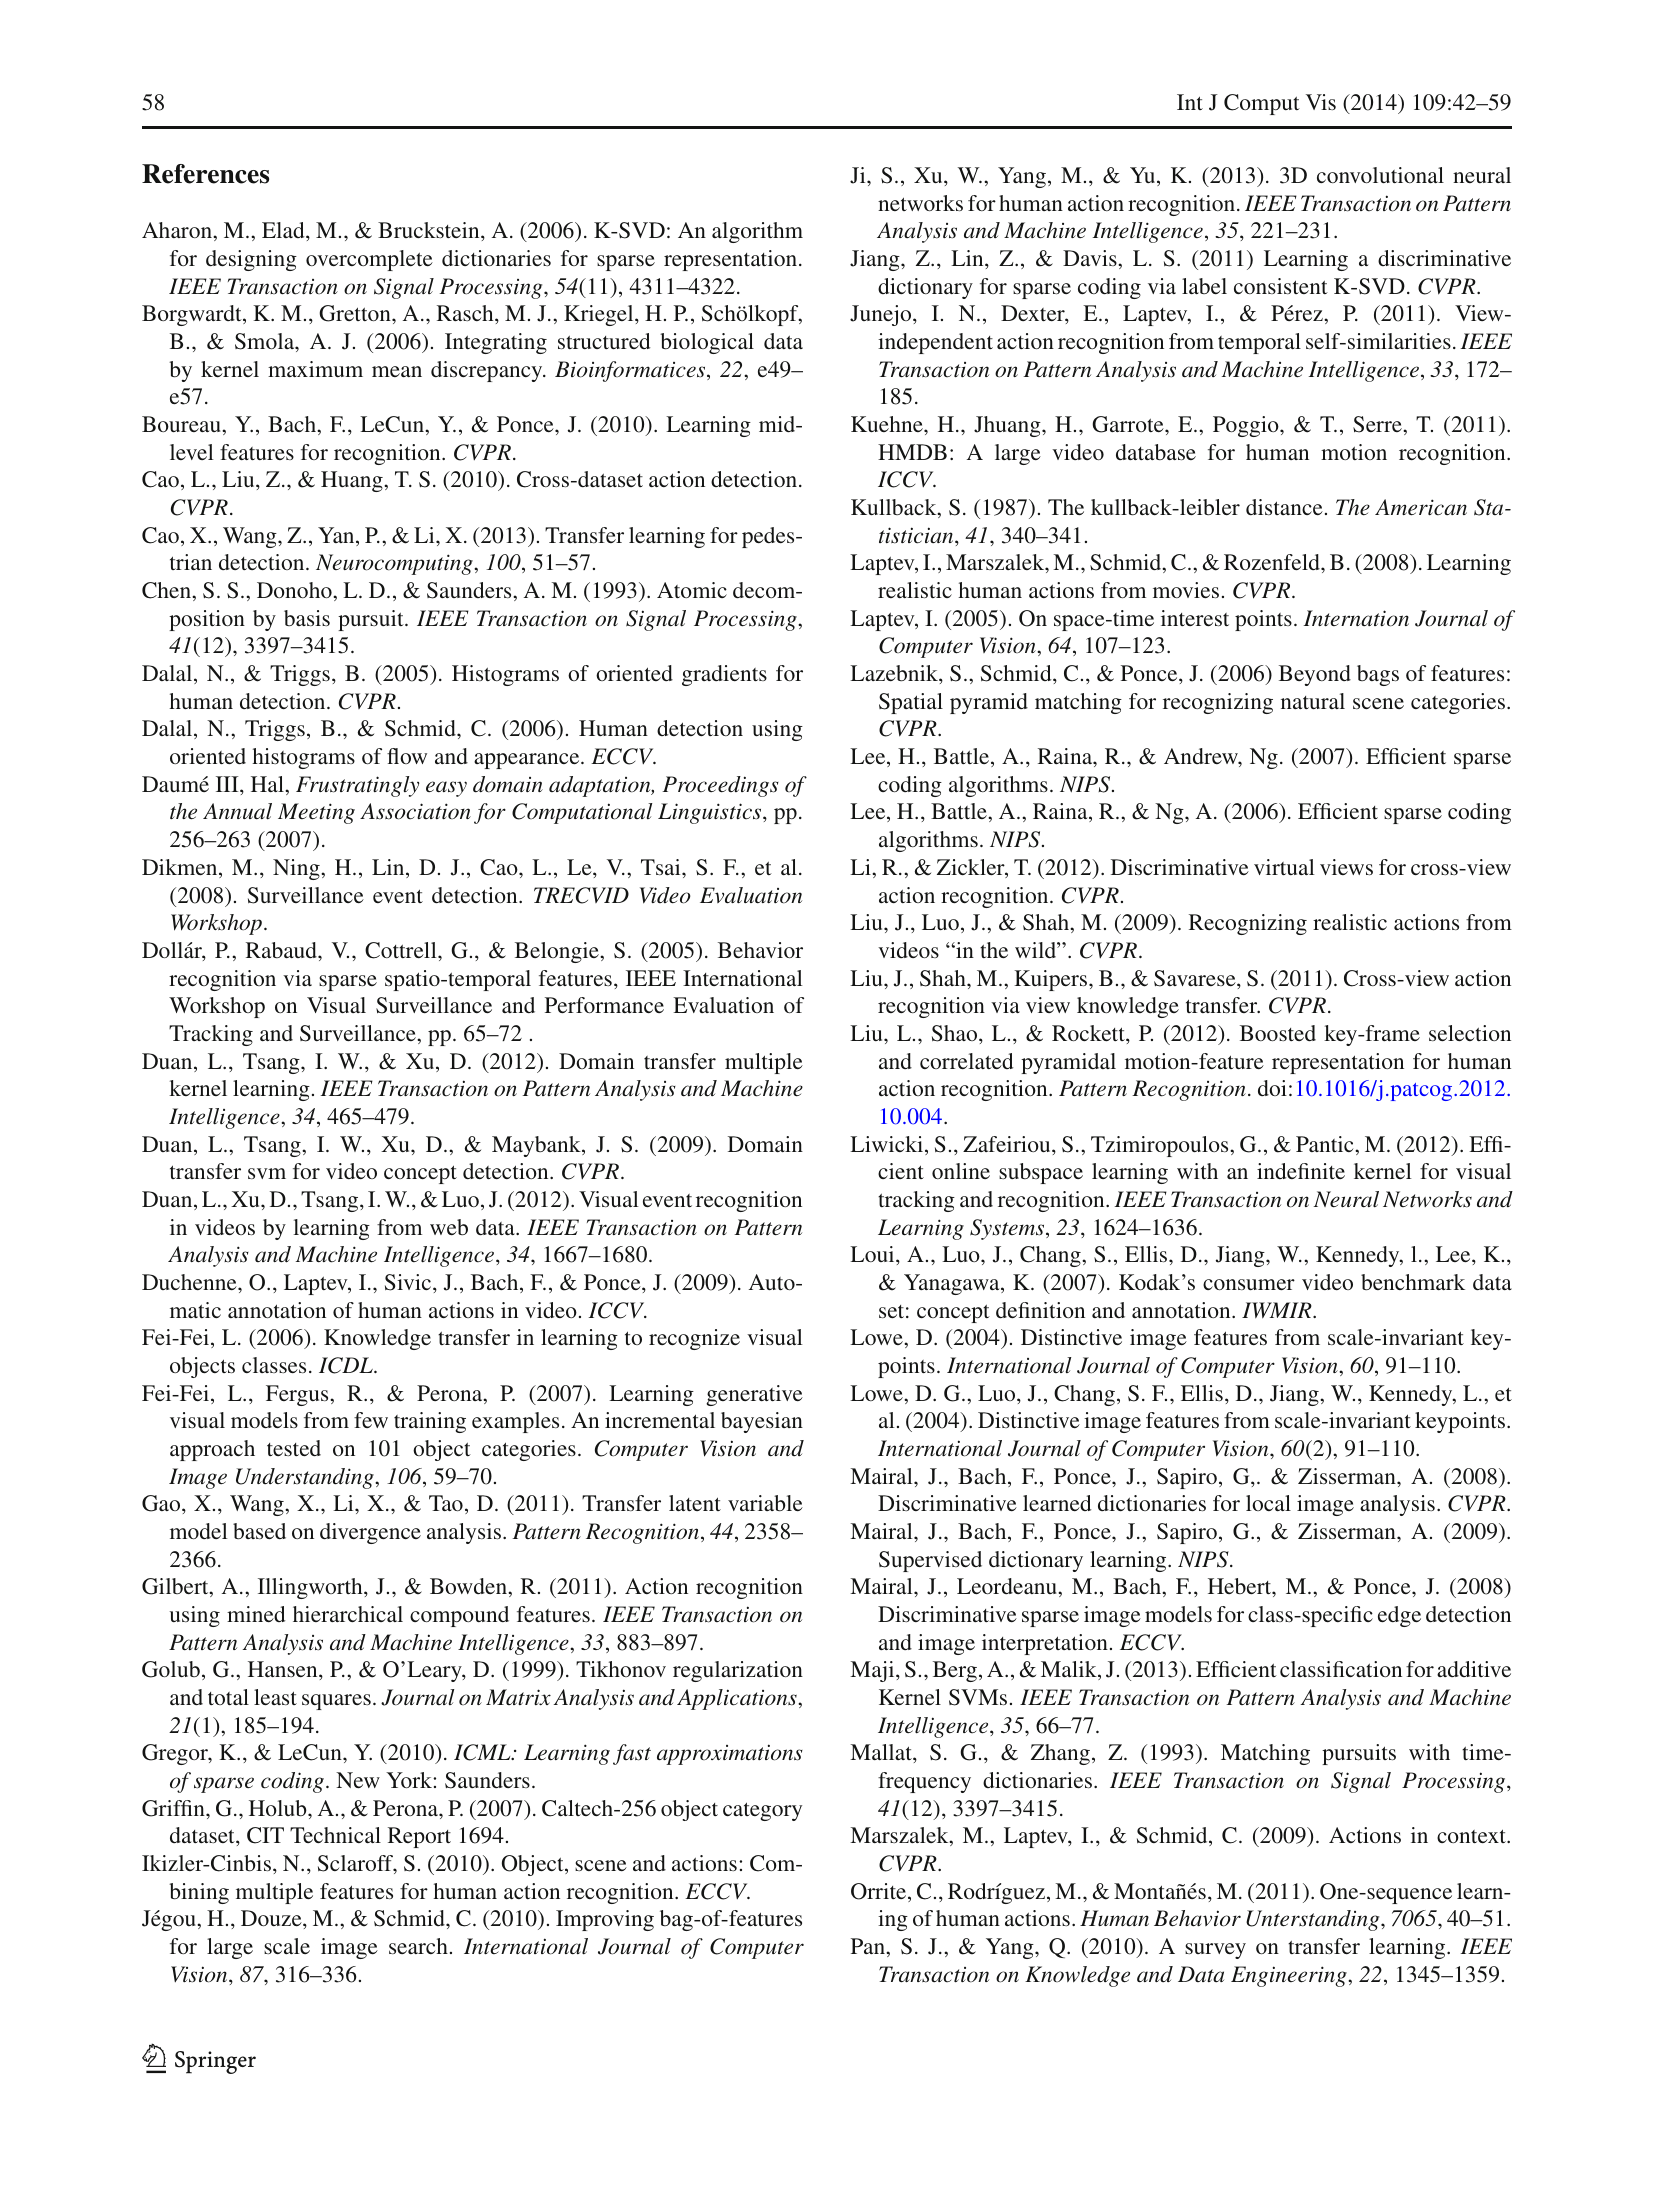 58
Int J Comput Vis (2014) 109:42–59
References
Aharon, M., Elad, M., & Bruckstein, A. (2006). K-SVD: An algorithm
for designing overcomplete dictionaries for sparse representation.
IEEE Transaction on Signal Processing, 54(11), 4311–4322.
Borgwardt, K. M., Gretton, A., Rasch, M. J., Kriegel, H. P., Schölkopf,
B., & Smola, A. J. (2006). Integrating structured biological data
by kernel maximum mean discrepancy. Bioinformatics, 22, e49–
e57.
Boureau, Y., Bach, F., LeCun, Y., & Ponce, J. (2010). Learning mid-
level features for recognition. CVPR.
Cao, L., Liu, Z., & Huang, T. S. (2010). Cross-dataset action detection.
CVPR.
Cao, X., Wang, Z., Yan, P., & Li, X. (2013). Transfer learning for pedes-
trian detection. Neurocomputing, 100, 51–57.
Chen, S. S., Donoho, L. D., & Saunders, A. M. (1993). Atomic decom-
position by basis pursuit. IEEE Transaction on Signal Processing,
41(12), 3397–3415.
Dalal, N., & Triggs, B. (2005). Histograms of oriented gradients for
human detection. CVPR.
Dalal, N., Triggs, B., & Schmid, C. (2006). Human detection using
oriented histograms of flow and appearance. ECCV.
Daumé III, Hal, Frustratingly easy domain adaptation, Proceedings of
the Annual Meeting Association for Computational Linguistics, pp.
256–263 (2007).
Dikmen, M., Ning, H., Lin, D. J., Cao, L., Le, V., Tsai, S. F., et al.
(2008). Surveillance event detection. TRECVID Video Evaluation
Workshop.
Dollár, P., Rabaud, V., Cottrell, G., & Belongie, S. (2005). Behavior
recognition via sparse spatio-temporal features, IEEE International
Workshop on Visual Surveillance and Performance Evaluation of
Tracking and Surveillance, pp. 65–72 .
Duan, L., Tsang, I. W., & Xu, D. (2012). Domain transfer multiple
kernel learning. IEEE Transaction on Pattern Analysis and Machine
Intelligence, 34, 465–479.
Duan, L., Tsang, I. W., Xu, D., & Maybank, J. S. (2009). Domain
transfer svm for video concept detection. CVPR.
Duan, L., Xu, D., Tsang, I. W., & Luo, J. (2012). Visual event recognition
in videos by learning from web data. IEEE Transaction on Pattern
Analysis and Machine Intelligence, 34, 1667–1680.
Duchenne, O., Laptev, I., Sivic, J., Bach, F., & Ponce, J. (2009). Auto-
matic annotation of human actions in video. ICCV.
Fei-Fei, L. (2006). Knowledge transfer in learning to recognize visual
objects classes. ICDL.
Fei-Fei, L., Fergus, R., & Perona, P. (2007). Learning generative
visual models from few training examples. An incremental bayesian
approach tested on 101 object categories. Computer Vision and
Image Understanding, 106, 59–70.
Gao, X., Wang, X., Li, X., & Tao, D. (2011). Transfer latent variable
model based on divergence analysis. Pattern Recognition, 44, 2358–
2366.
Gilbert, A., Illingworth, J., & Bowden, R. (2011). Action recognition
using mined hierarchical compound features. IEEE Transaction on
Pattern Analysis and Machine Intelligence, 33, 883–897.
Golub, G., Hansen, P., & O'Leary, D. (1999). Tikhonov regularization
and total least squares. Journal on Matrix Analysis and Applications,
21(1), 185–194.
Gregor, K., & LeCun, Y. (2010). ICML: Learning fast approximations
of sparse coding. New York: Saunders.
Griffin, G., Holub, A., & Perona, P. (2007). Caltech-256 object category
dataset, CIT Technical Report 1694.
Ikizler-Cinbis, N., Sclaroff, S. (2010). Object, scene and actions: Com-
bining multiple features for human action recognition. ECCV.
Jégou, H., Douze, M., & Schmid, C. (2010). Improving bag-of-features
for large scale image search. International Journal of Computer
Vision, 87, 316–336.
Ji, S., Xu, W., Yang, M., & Yu, K. (2013). 3D convolutional neural
networks for human action recognition. IEEE Transaction on Pattern
Analysis and Machine Intelligence, 35, 221–231.
Jiang, Z., Lin, Z., & Davis, L. S. (2011) Learning a discriminative
dictionary for sparse coding via label consistent K-SVD. CVPR.
Junejo, I. N., Dexter, E., Laptev, I., & Pérez, P. (2011). View-
independent action recognition from temporal self-similarities. IEEE
Transaction on Pattern Analysis and Machine Intelligence, 33, 172–
185.
Kuehne, H., Jhuang, H., Garrote, E., Poggio, & T., Serre, T. (2011).
HMDB: A large video database for human motion recognition.
ICCV.
Kullback, S. (1987). The kullback-leibler distance. The American Sta-
tistician, 41, 340–341.
Laptev, I., Marszalek, M., Schmid, C., & Rozenfeld, B. (2008). Learning
realistic human actions from movies. CVPR.
Laptev, I. (2005). On space-time interest points. Internation Journal of
Computer Vision, 64, 107–123.
Lazebnik, S., Schmid, C., & Ponce, J. (2006) Beyond bags of features:
Spatial pyramid matching for recognizing natural scene categories.
CVPR.
Lee, H., Battle, A., Raina, R., & Andrew, Ng. (2007). Efficient sparse
coding algorithms. NIPS.
Lee, H., Battle, A., Raina, R., & Ng, A. (2006). Efficient sparse coding
algorithms. NIPS.
Li, R., & Zickler, T. (2012). Discriminative virtual views for cross-view
action recognition. CVPR.
Liu, J., Luo, J., & Shah, M. (2009). Recognizing realistic actions from
videos “in the wild”. CVPR.
Liu, J., Shah, M., Kuipers, B., & Savarese, S. (2011). Cross-view action
recognition via view knowledge transfer. CVPR.
Liu, L., Shao, L., & Rockett, P. (2012). Boosted key-frame selection
and correlated pyramidal motion-feature representation for human
action recognition. Pattern Recognition. doi:10.1016/j.patcog.2012.
10.004.
Liwicki, S., Zafeiriou, S., Tzimiropoulos, G., & Pantic, M. (2012). Effi-
cient online subspace learning with an indefinite kernel for visual
tracking and recognition. IEEE Transaction on Neural Networks and
Learning Systems, 23, 1624–1636.
Loui, A., Luo, J., Chang, S., Ellis, D., Jiang, W., Kennedy, l., Lee, K.,
& Yanagawa, K. (2007). Kodak's consumer video benchmark data
set: concept definition and annotation. IWMIR.
Lowe, D. (2004). Distinctive image features from scale-invariant key-
points. International Journal of Computer Vision, 60, 91–110.
Lowe, D. G., Luo, J., Chang, S. F., Ellis, D., Jiang, W., Kennedy, L., et
al. (2004). Distinctive image features from scale-invariant keypoints.
International Journal of Computer Vision, 60(2), 91–110.
Mairal, J., Bach, F., Ponce, J., Sapiro, G,. & Zisserman, A. (2008).
Discriminative learned dictionaries for local image analysis. CVPR.
Mairal, J., Bach, F., Ponce, J., Sapiro, G., & Zisserman, A. (2009).
Supervised dictionary learning. NIPS.
Mairal, J., Leordeanu, M., Bach, F., Hebert, M., & Ponce, J. (2008)
Discriminative sparse image models for class-specific edge detection
and image interpretation. ECCV.
Maji, S., Berg, A., & Malik, J. (2013). Efficient classification for additive
Kernel SVMs. IEEE Transaction on Pattern Analysis and Machine
Intelligence, 35, 66–77.
Mallat, S. G., & Zhang, Z. (1993). Matching pursuits with time-
frequency dictionaries. IEEE Transaction on Signal Processing,
41(12), 3397–3415.
Marszalek, M., Laptev, I., & Schmid, C. (2009). Actions in context.
CVPR.
Orrite, C., Rodríguez, M., & Montañés, M. (2011). One-sequence learn-
ing of human actions. Human Behavior Unterstanding, 7065, 40–51.
Pan, S. J., & Yang, Q. (2010). A survey on transfer learning. IEEE
Transaction on Knowledge and Data Engineering, 22, 1345–1359.
Springer